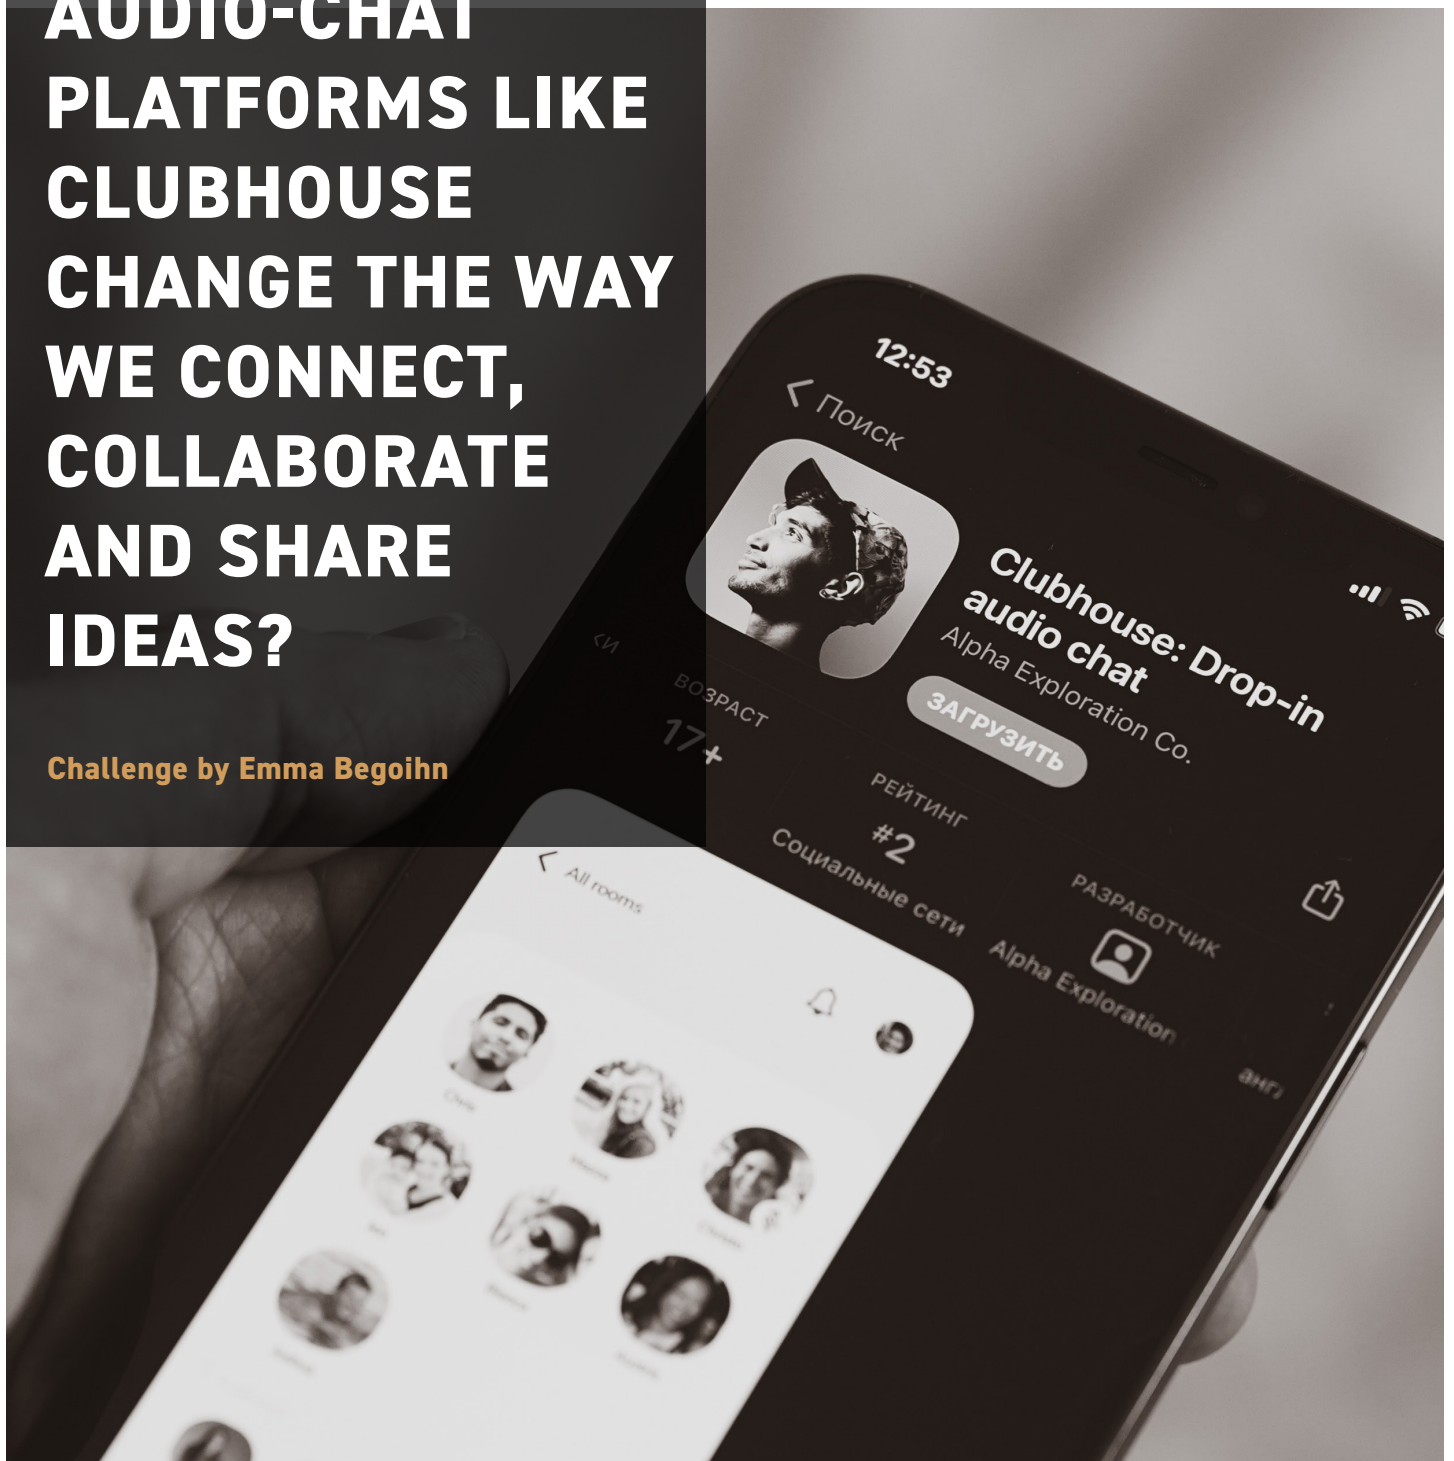 AUDIO-CHAT
PLATFORMS LIKE
CLUBHOUSE
CHANGE THE WAY
WE CONNECT,
COLLABORATE
AND SHARE
IDEAS?
Challenge by Emma Begoihn
12:53
Поиск
Clubhouse: Drop-in
audio chat
Alpha Exploration Co.
ЗАГРУЗИТЬ
ВОЗРАСТ
17+
РЕЙТИНГ
#2
Социальные сети
РАЗРАБОТЧИК
Alpha Exploration
All rooms